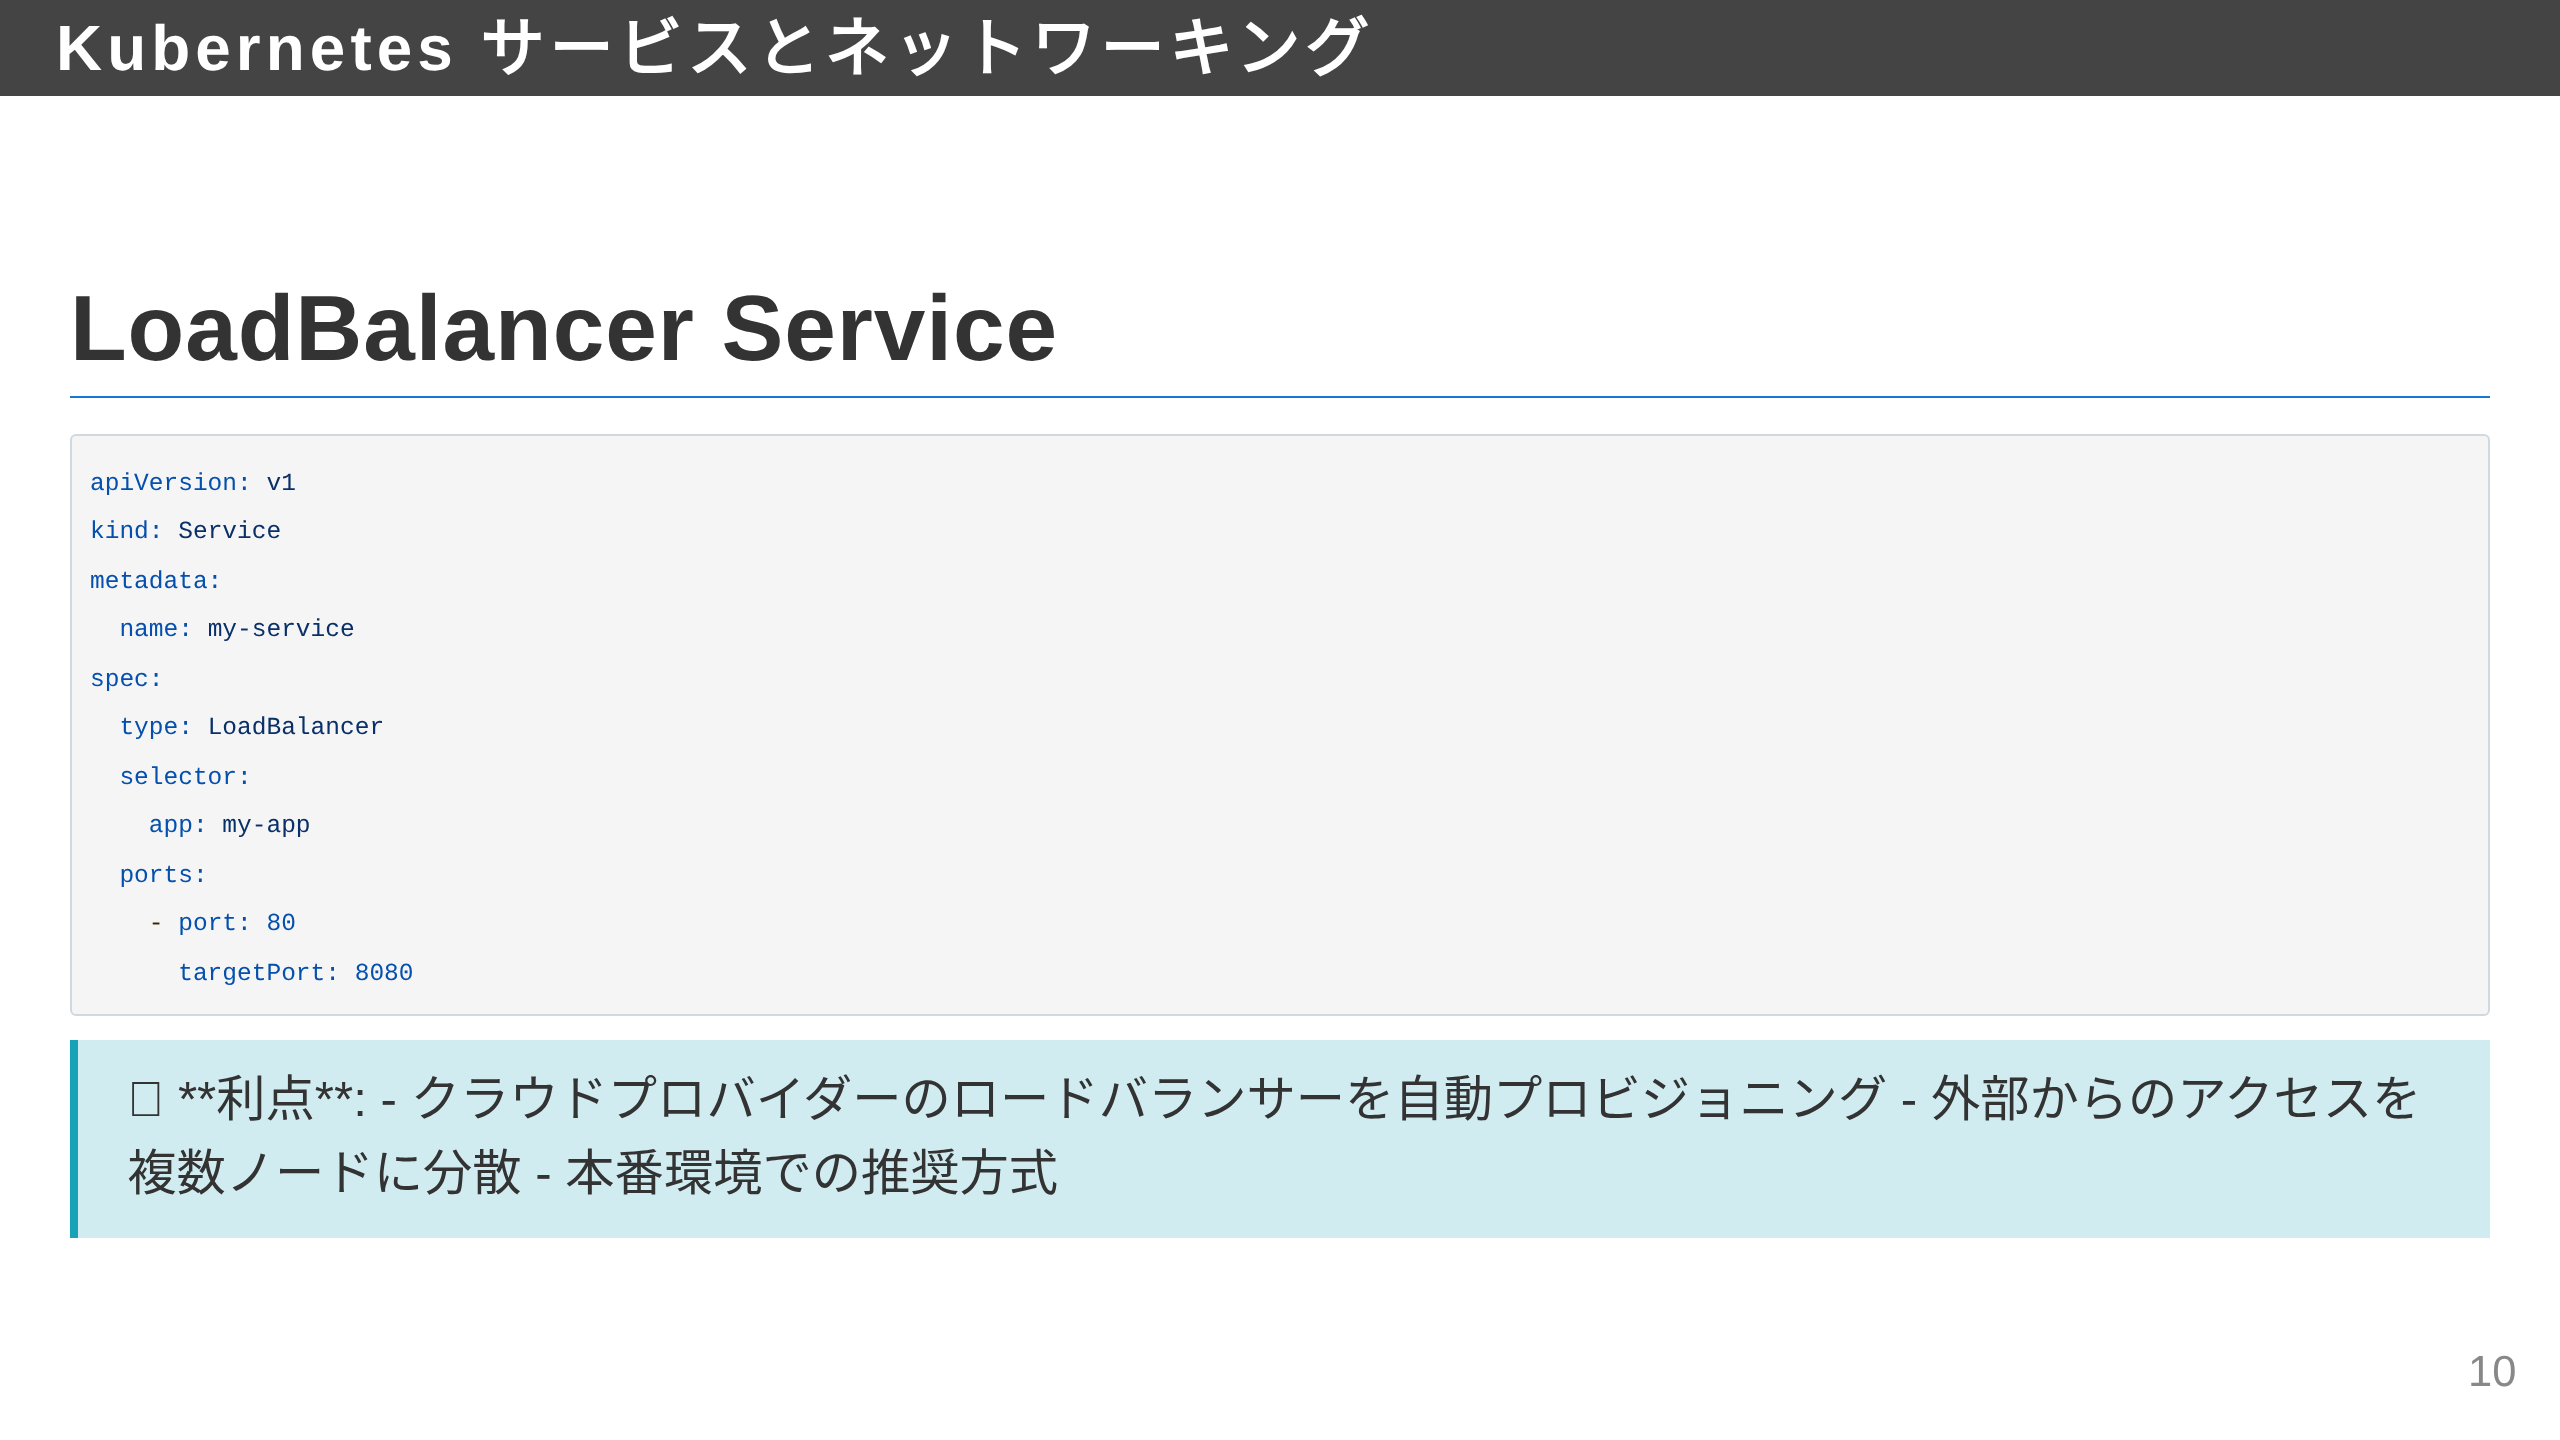 Kubernetes サービスとネットワーキング
LoadBalancer Service
apiVersion: v1
kind: Service
metadata:
  name: my-service
spec:
  type: LoadBalancer
  selector:
    app: my-app
  ports:
    - port: 80
      targetPort: 8080
**利点**: - クラウドプロバイダーのロードバランサーを自動プロビジョニング - 外部からのアクセスを
複数ノードに分散 - 本番環境での推奨方式
10